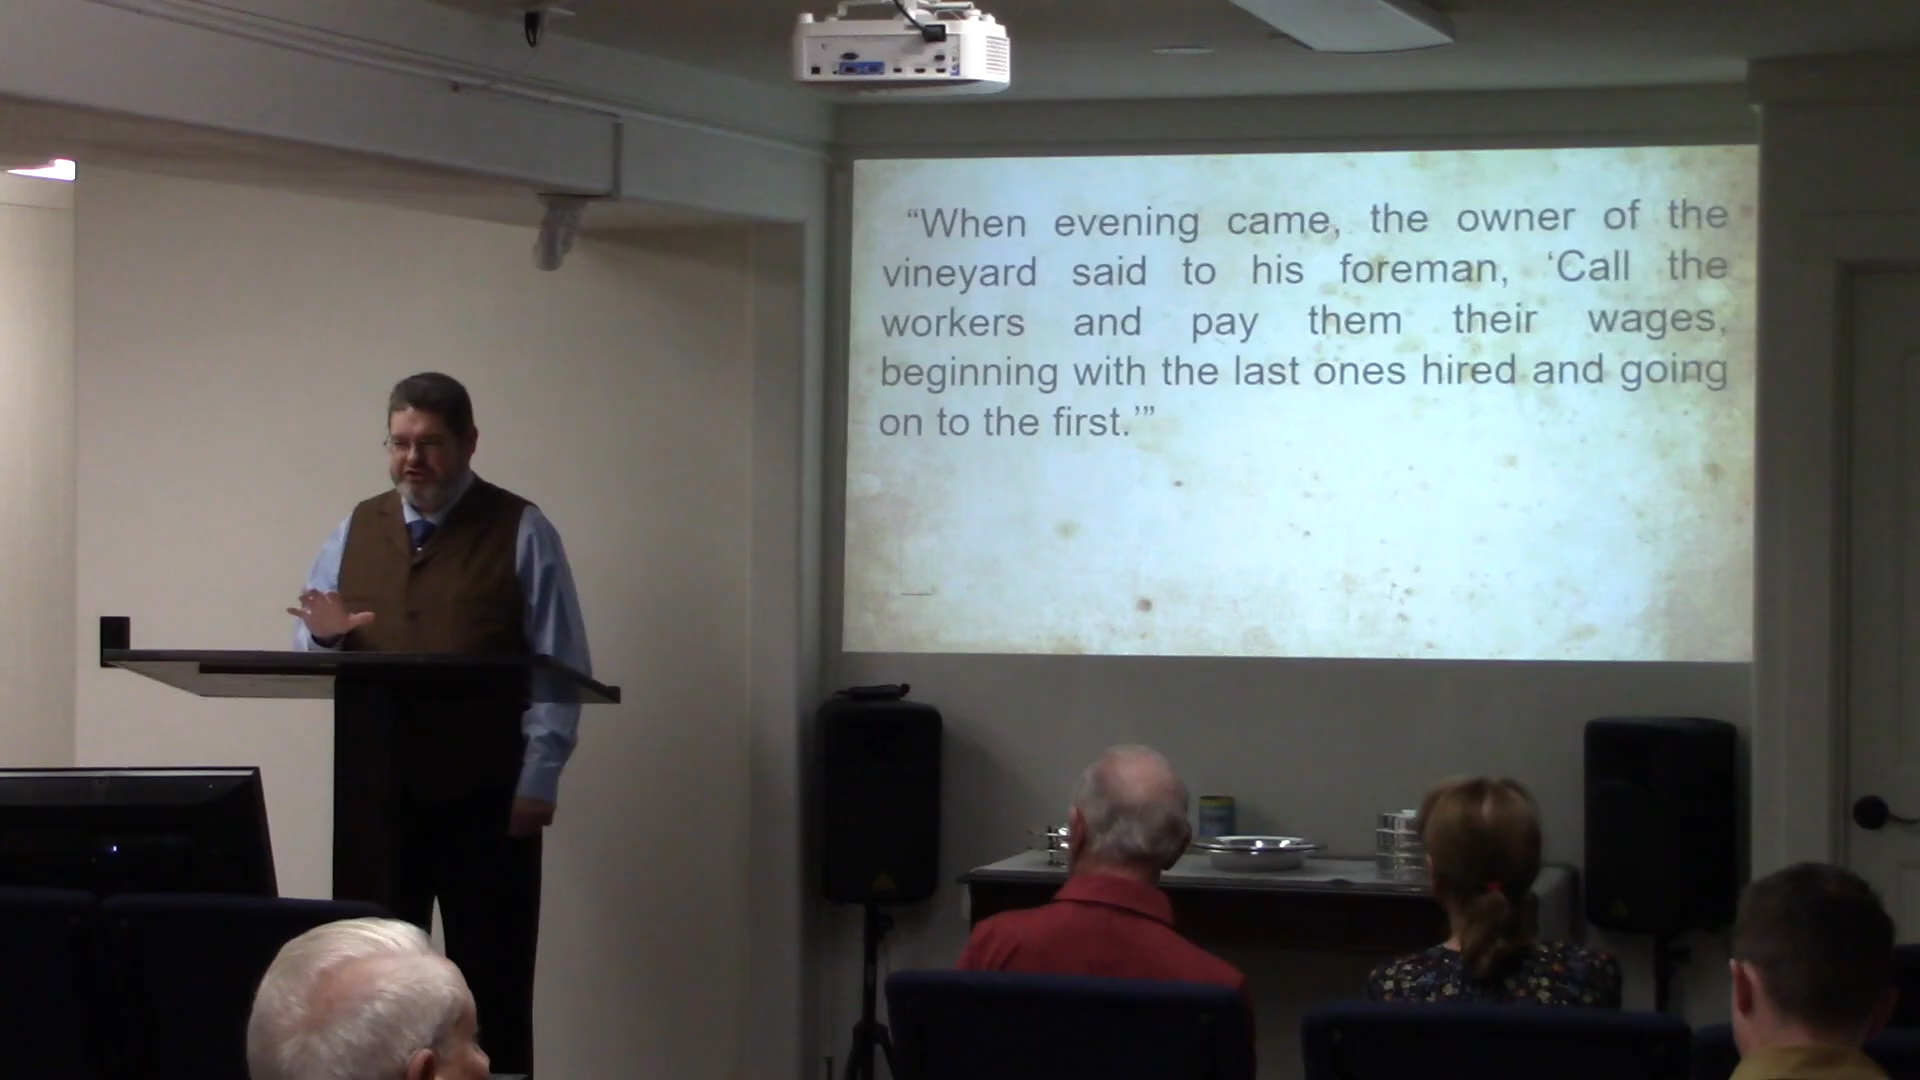 “When evening came, the owner of the
vineyard said to his foreman, ‘Call the
workers and pay them their wages,
beginning with the last ones hired and going
on to the first.’”